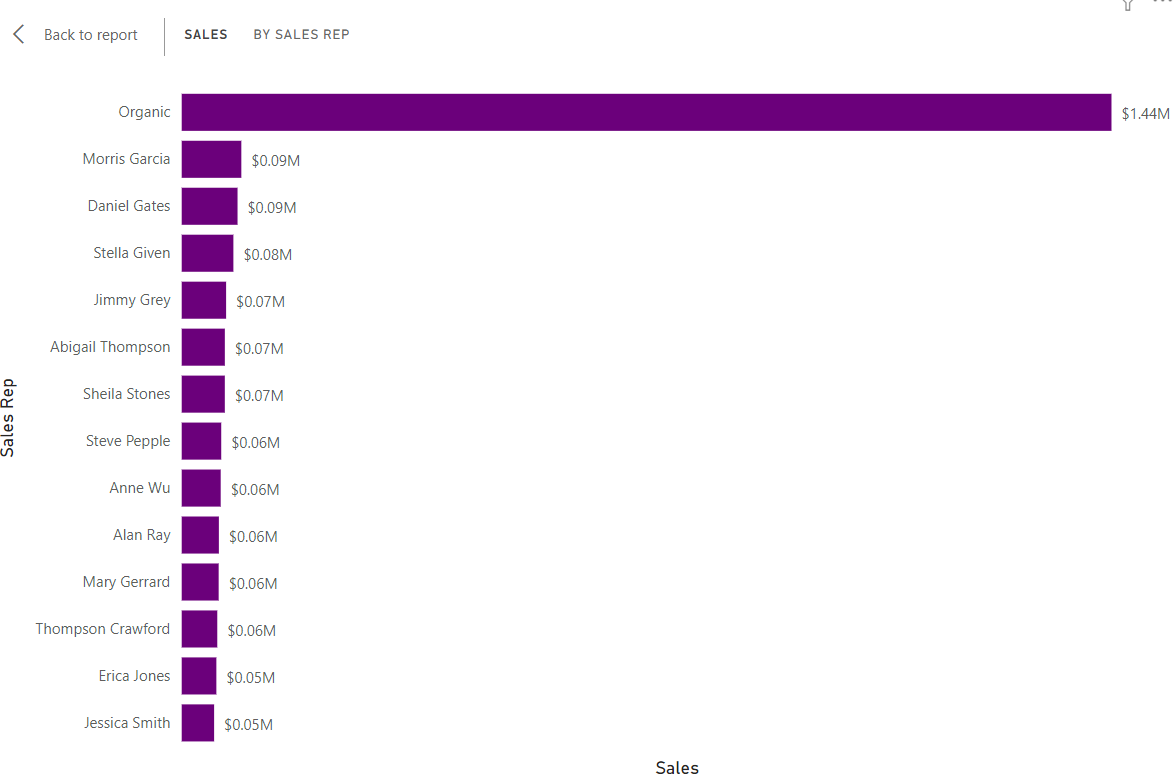 Back to report
SALES
BY SALES REP
Organic $1.44M
Morris Garcia $0.09M
Daniel Gates $0.09M
Stella Given $0.08M
Jimmy Grey $0.07M
Abigail Thompson $0.07M
Sheila Stones $0.07M
Steve Pepple $0.06M
Anne Wu $0.06M
Alan Ray $0.06M
Mary Gerrard $0.06M
Thompson Crawford $0.06M
Erica Jones $0.05M
Jessica Smith $0.05M
Sales Rep
Sales